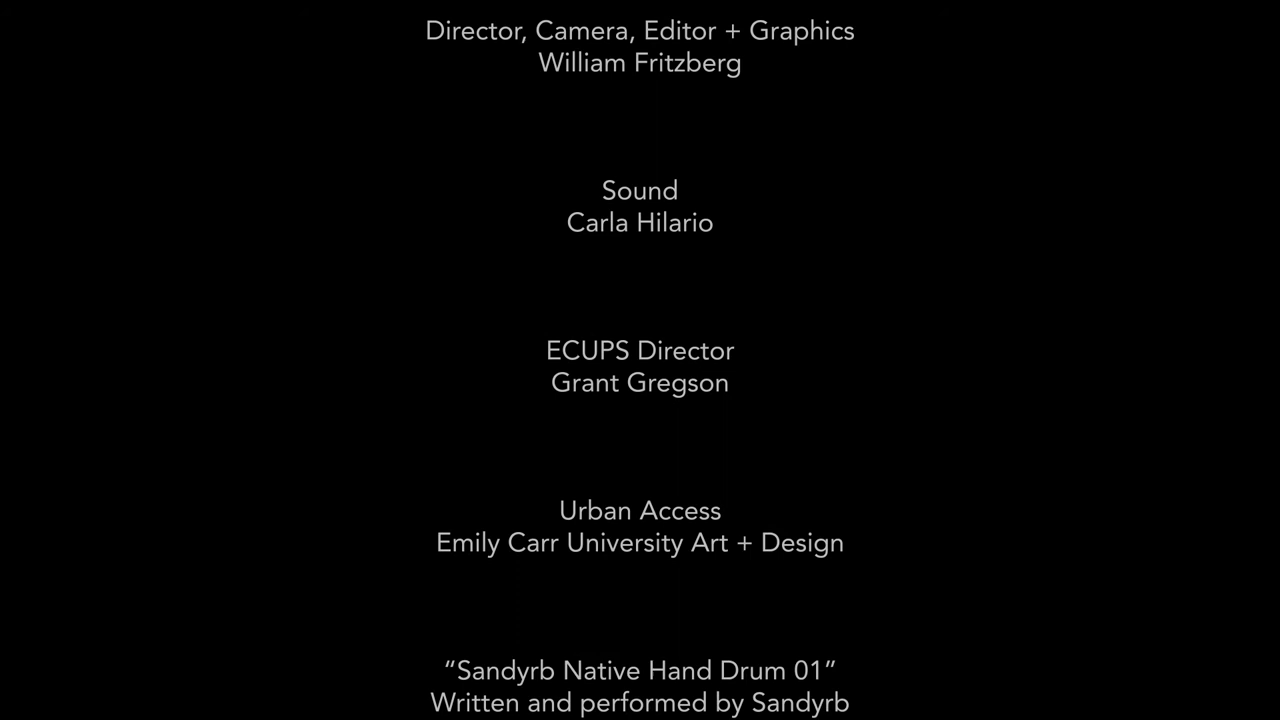 Director, Camera, Editor + Graphics
William Fritzberg
Sound
Carla Hilario
ECUPS Director
Grant Gregson
Urban Access
Emily Carr University Art + Design
“Sandyrb Native Hand Drum 01”
Written and performed by Sandyrb